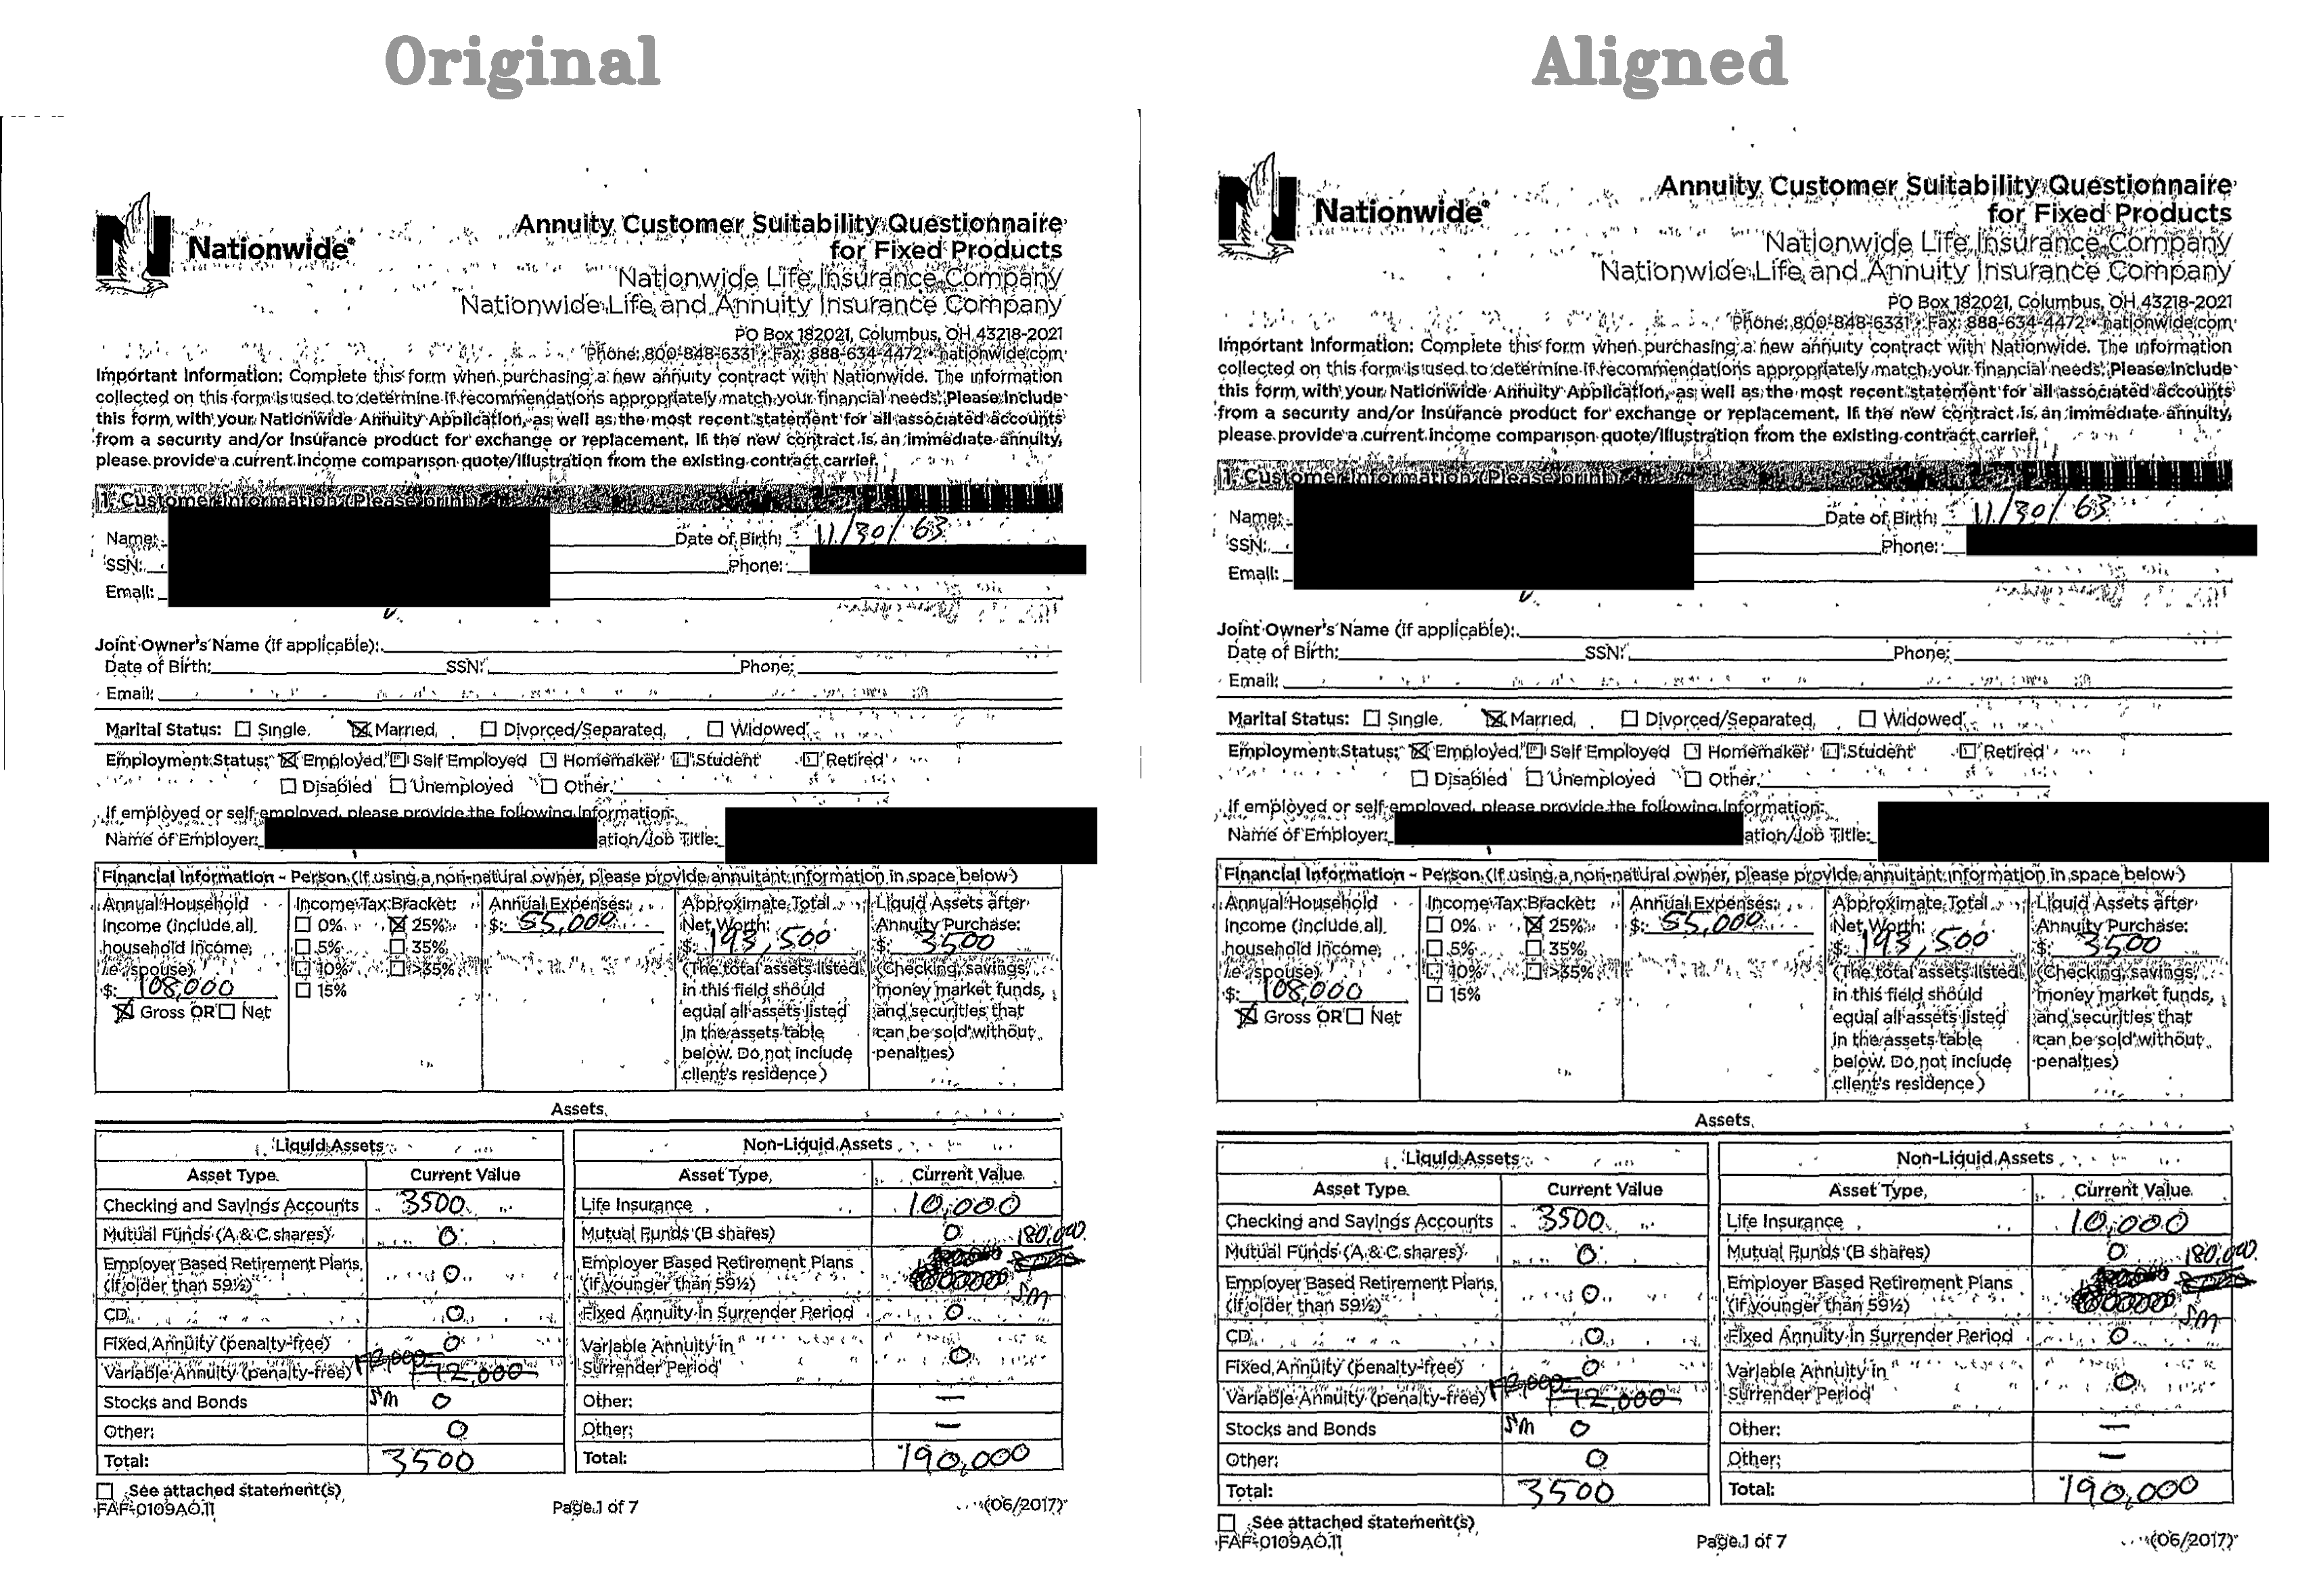 Original
Aligned
Nationwide
Annuity Customer Suitability Questionnaire
for Fixed Products
Nationwide Life Insurance Company
Nationwide Life and Annuity Insurance Company
PO Box 182021, Columbus, OH 43218-2021
Phone: 800-848-6331 • Fax: 888-634-4472 • nationwide.com
Important Information: Complete this form when purchasing a new annuity contract with Nationwide. The information
collected on this form is used to determine if recommendations appropriately match your financial needs. Please include
this form with your Nationwide Annuity Application, as well as the most recent statement for all associated accounts
from a security and/or insurance product for exchange or replacement. If the new contract is an immediate annuity,
please provide a current income comparison quote/illustration from the existing contract carrier.
1. Customer Information (Please print)
Name: Date of Birth: 11/30/63
SSN: Phone:
Email:
Joint Owner's Name (if applicable):
Date of Birth: SSN: Phone:
Email:
Marital Status: Single Married Divorced/Separated Widowed
Employment Status: Employed Self Employed Homemaker Student Retired
Disabled Unemployed Other
If employed or self-employed, please provide the following information:
Name of Employer: ation/Job Title:
Financial Information - Person (If using a non-natural owner, please provide annuitant information in space below)
Annual Household
Income (include all
household income,
i.e. spouse)
$: 108,000
Gross OR Net
Income Tax Bracket:
0% 25%
5% 35%
10% >35%
15%
Annual Expenses:
$: 55,000
Approximate Total
Net Worth:
$: 193,500
(The total assets listed
in this field should
equal all assets listed
in the assets table
below. Do not include
client's residence)
Liquid Assets after
Annuity Purchase:
$: 3500
(Checking, savings,
money market funds,
and securities that
can be sold without
penalties)
Assets
Liquid Assets
Asset Type Current Value
Checking and Savings Accounts 3500
Mutual Funds (A & C shares) 0
Employer Based Retirement Plans
(if older than 59½) 0
CD 0
Fixed Annuity (penalty-free) 0
Variable Annuity (penalty-free) 72,000
Stocks and Bonds SM 0
Other: 0
Total: 3500
Non-Liquid Assets
Asset Type Current Value
Life Insurance 10,000
Mutual Funds (B shares) 0 180,000
Employer Based Retirement Plans
(if younger than 59½) SM
Fixed Annuity in Surrender Period 0
Variable Annuity in
Surrender Period 0
Other: —
Other: —
Total: 190,000
See attached statement(s)
FAF-0109AO.11 Page 1 of 7 (06/2017)
Nationwide
Annuity Customer Suitability Questionnaire
for Fixed Products
Nationwide Life Insurance Company
Nationwide Life and Annuity Insurance Company
PO Box 182021, Columbus, OH 43218-2021
Phone: 800-848-6331 • Fax: 888-634-4472 • nationwide.com
Important Information: Complete this form when purchasing a new annuity contract with Nationwide. The information
collected on this form is used to determine if recommendations appropriately match your financial needs. Please include
this form with your Nationwide Annuity Application, as well as the most recent statement for all associated accounts
from a security and/or insurance product for exchange or replacement. If the new contract is an immediate annuity,
please provide a current income comparison quote/illustration from the existing contract carrier.
1. Customer Information (Please print)
Name: Date of Birth: 11/30/63
SSN: Phone:
Email:
Joint Owner's Name (if applicable):
Date of Birth: SSN: Phone:
Email:
Marital Status: Single Married Divorced/Separated Widowed
Employment Status: Employed Self Employed Homemaker Student Retired
Disabled Unemployed Other
If employed or self-employed, please provide the following information:
Name of Employer: ation/Job Title:
Financial Information - Person (If using a non-natural owner, please provide annuitant information in space below)
Annual Household
Income (include all
household income,
i.e. spouse)
$: 108,000
Gross OR Net
Income Tax Bracket:
0% 25%
5% 35%
10% >35%
15%
Annual Expenses:
$: 55,000
Approximate Total
Net Worth:
$: 193,500
(The total assets listed
in this field should
equal all assets listed
in the assets table
below. Do not include
client's residence)
Liquid Assets after
Annuity Purchase:
$: 3500
(Checking, savings,
money market funds,
and securities that
can be sold without
penalties)
Assets
Liquid Assets
Asset Type Current Value
Checking and Savings Accounts 3500
Mutual Funds (A & C shares) 0
Employer Based Retirement Plans
(if older than 59½) 0
CD 0
Fixed Annuity (penalty-free) 0
Variable Annuity (penalty-free) 72,000
Stocks and Bonds SM 0
Other: 0
Total: 3500
Non-Liquid Assets
Asset Type Current Value
Life Insurance 10,000
Mutual Funds (B shares) 0 180,000
Employer Based Retirement Plans
(if younger than 59½) SM
Fixed Annuity in Surrender Period 0
Variable Annuity in
Surrender Period 0
Other: —
Other: —
Total: 190,000
See attached statement(s)
FAF-0109AO.11 Page 1 of 7 (06/2017)